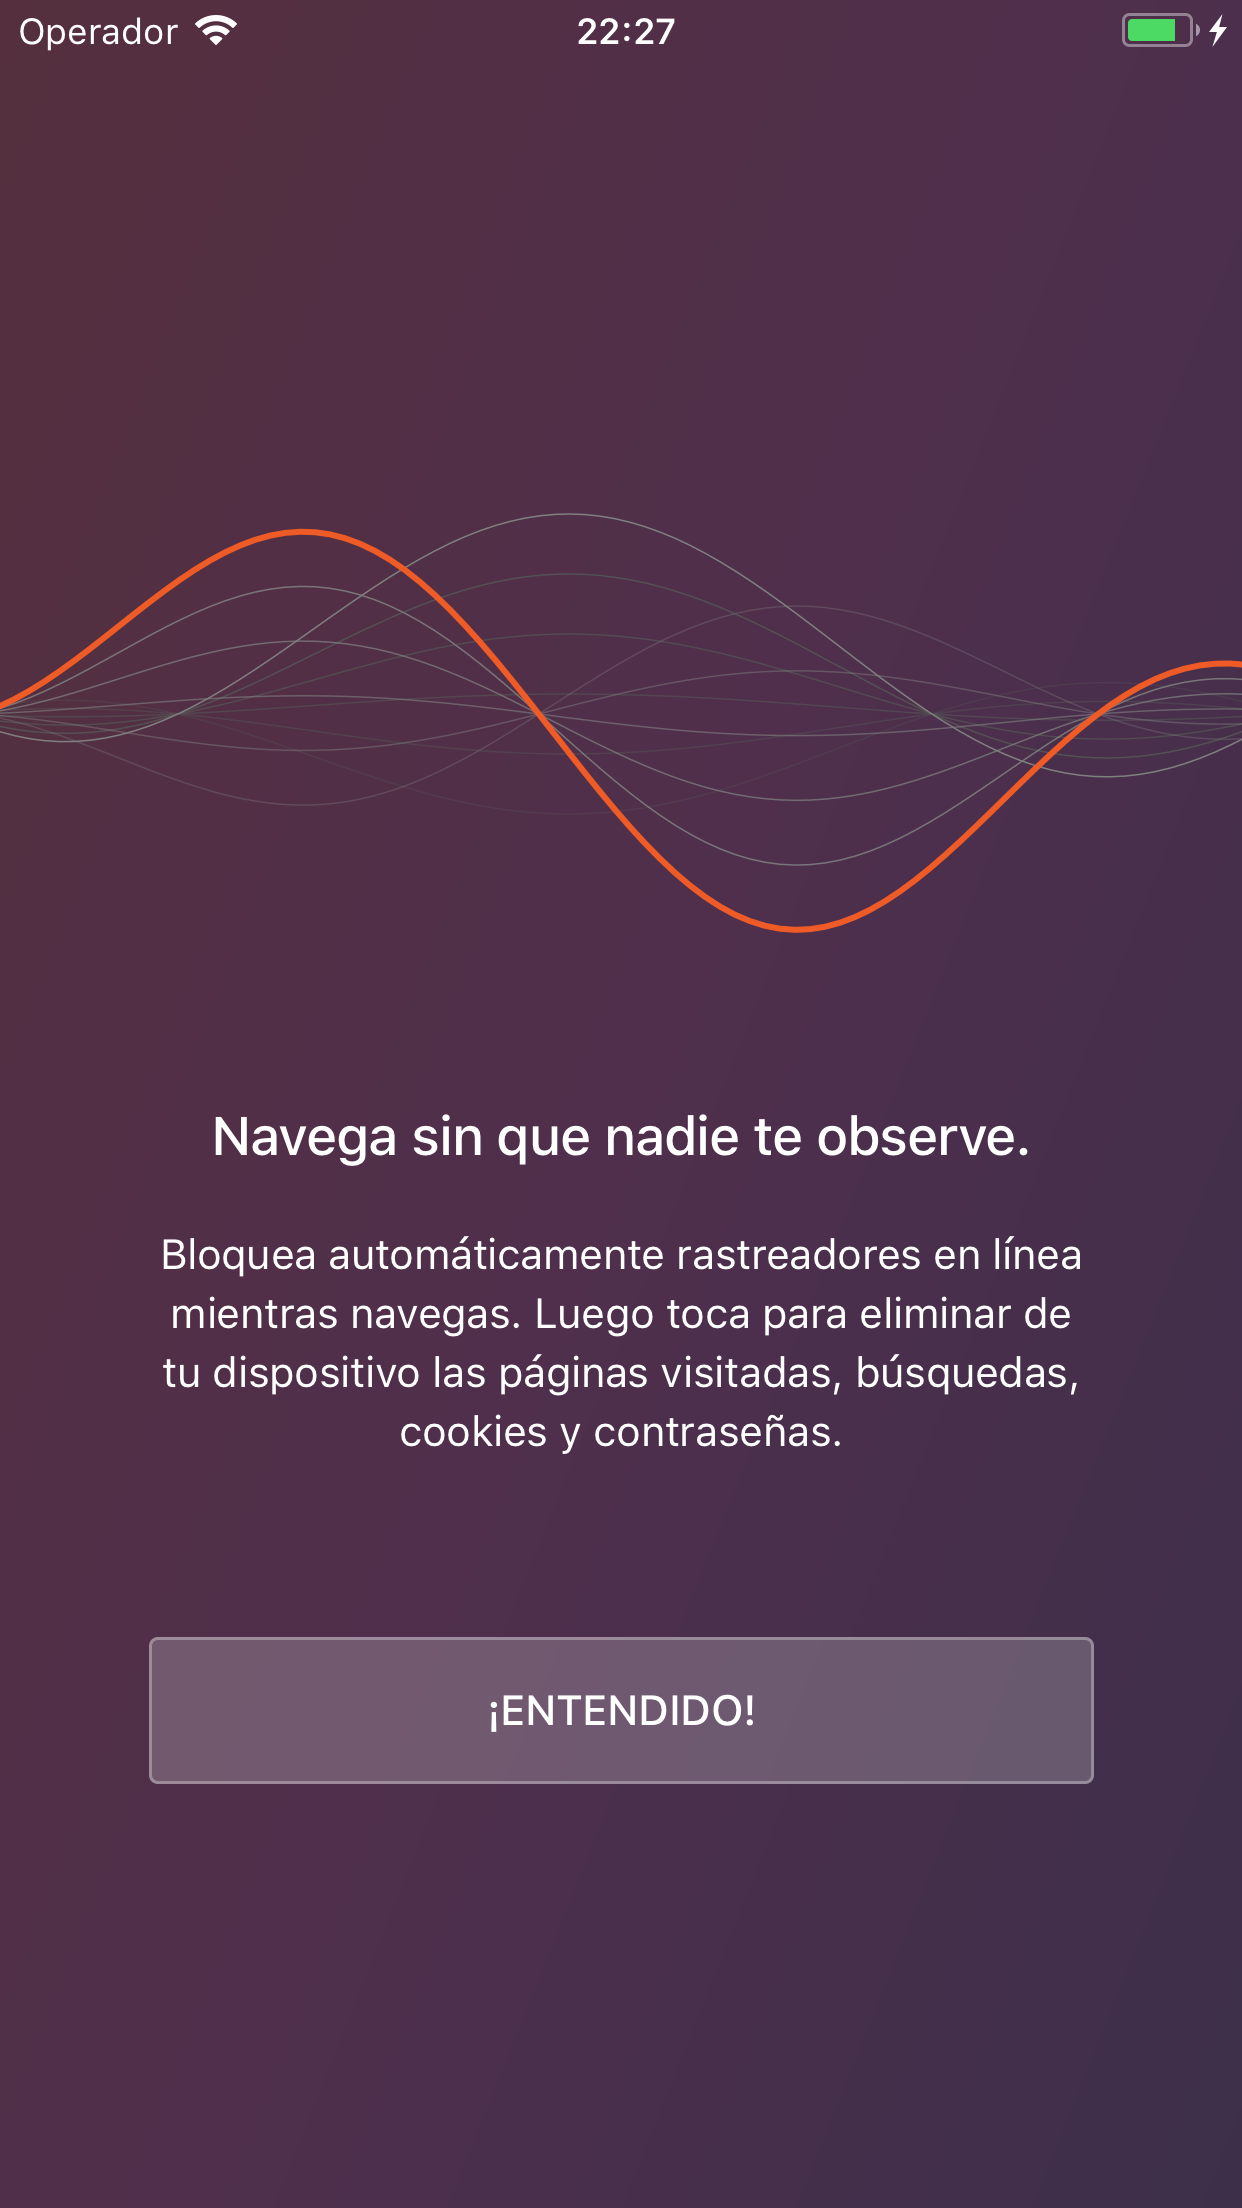 Operador
22:27
Navega sin que nadie te observe.
Bloquea automáticamente rastreadores en línea
mientras navegas. Luego toca para eliminar de
tu dispositivo las páginas visitadas, búsquedas,
cookies y contraseñas.
¡ENTENDIDO!